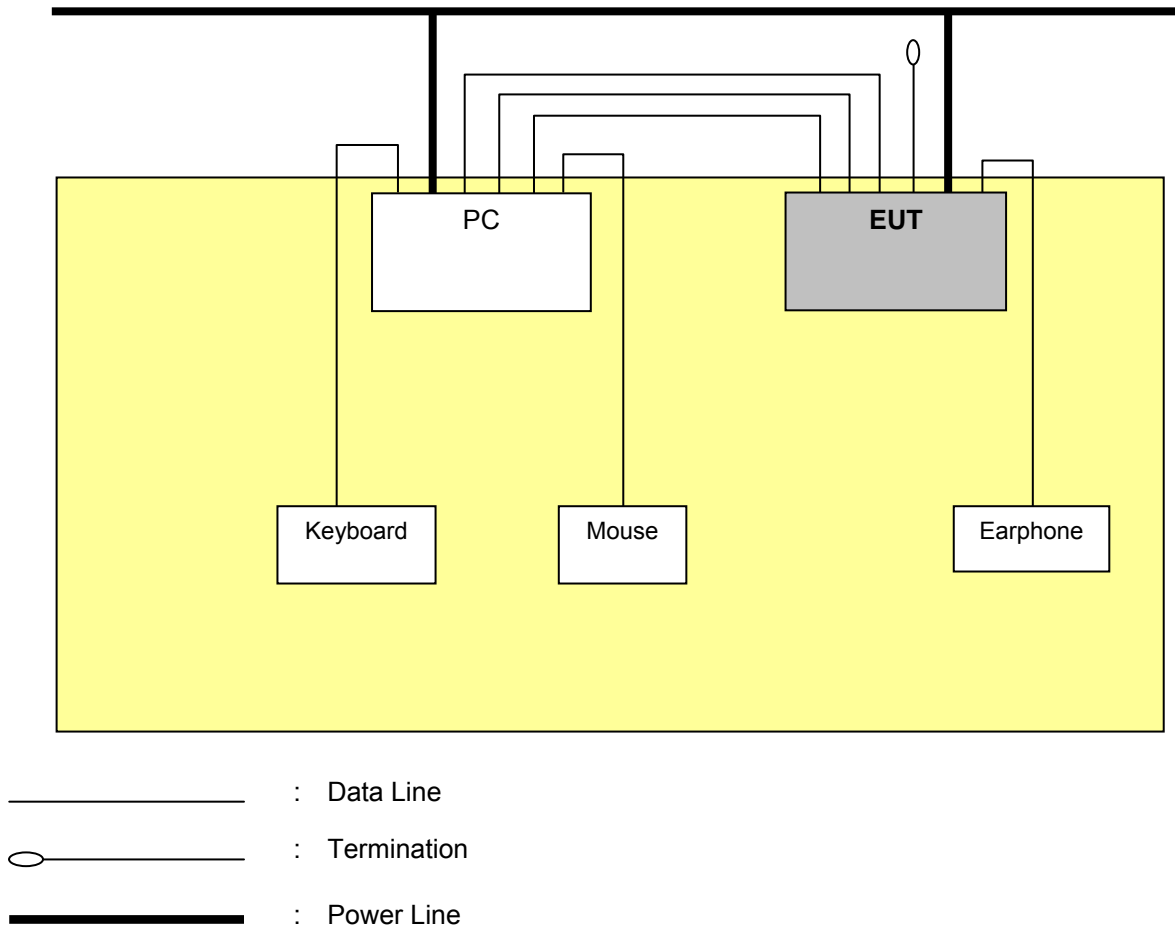 PC
EUT
Keyboard
Mouse
Earphone
: Data Line
: Termination
: Power Line